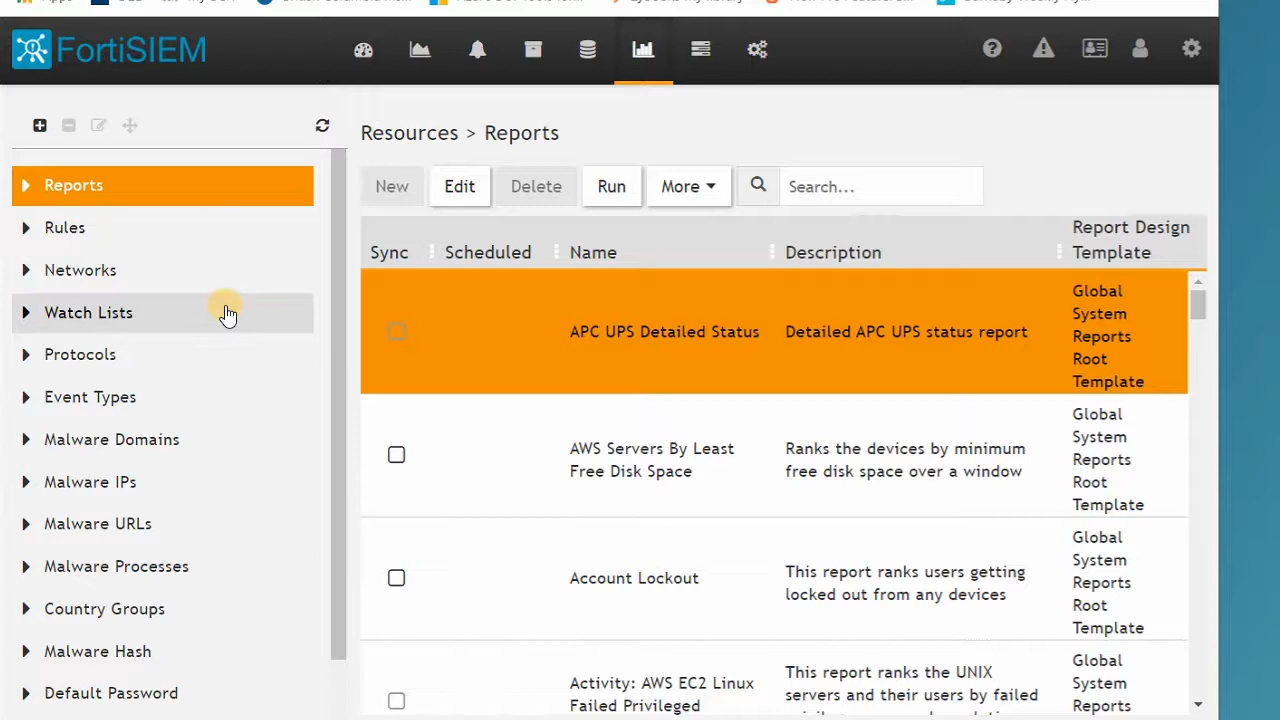 FortiSIEM
Resources > Reports
New Edit Delete Run More Search...
Reports
Rules
Networks
Watch Lists
Protocols
Event Types
Malware Domains
Malware IPs
Malware URLs
Malware Processes
Country Groups
Malware Hash
Default Password
Sync Scheduled Name Description Report Design
Template
APC UPS Detailed Status
Detailed APC UPS status report
Global
System
Reports
Root
Template
AWS Servers By Least
Free Disk Space
Ranks the devices by minimum
free disk space over a window
Global
System
Reports
Root
Template
Account Lockout
This report ranks users getting
locked out from any devices
Global
System
Reports
Root
Template
Activity: AWS EC2 Linux
Failed Privileged
This report ranks the UNIX
servers and their users by failed
Global
System
Reports